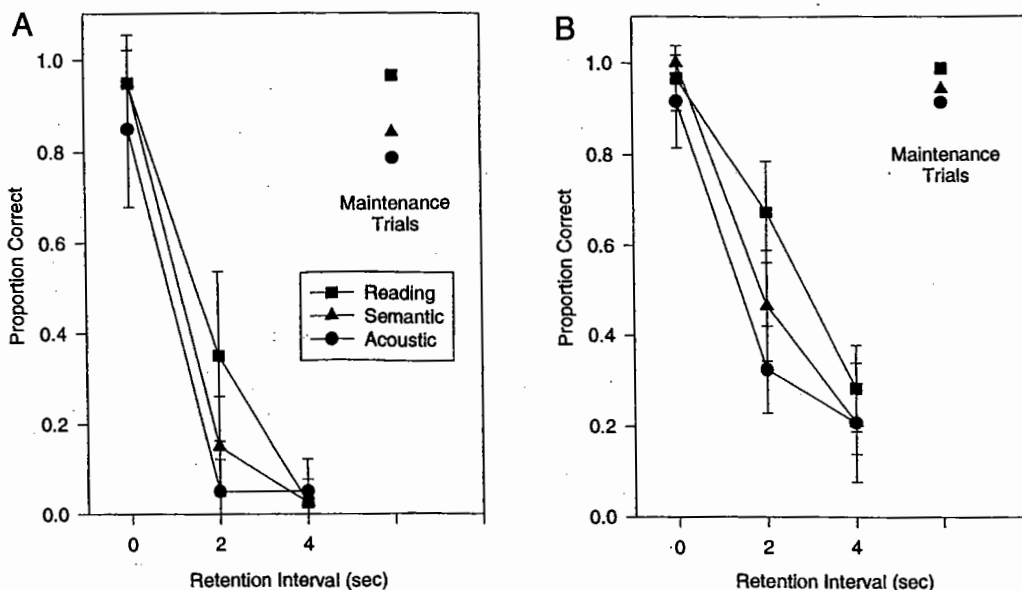 A
1.0
0.8
0.6
0.4
0.2
0.0
Proportion Correct
Maintenance
Trials
Reading
Semantic
Acoustic
0
2
4
Retention Interval (sec)
B
1.0
0.8
0.6
0.4
0.2
0.0
Proportion Correct
Maintenance
Trials
0
2
4
Retention Interval (sec)